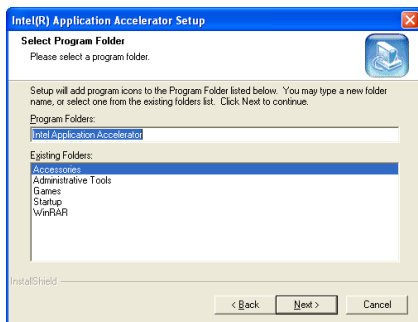 Intel(R) Application Accelerator Setup
Select Program Folder
Please select a program folder.
Setup will add program icons to the Program Folder listed below. You may type a new folder
name, or select one from the existing folders list. Click Next to continue.
Program Folders:
Intel Application Accelerator
Existing Folders:
Accessories
Administrative Tools
Games
Startup
WinRAR
InstallShield
< Back Next > Cancel